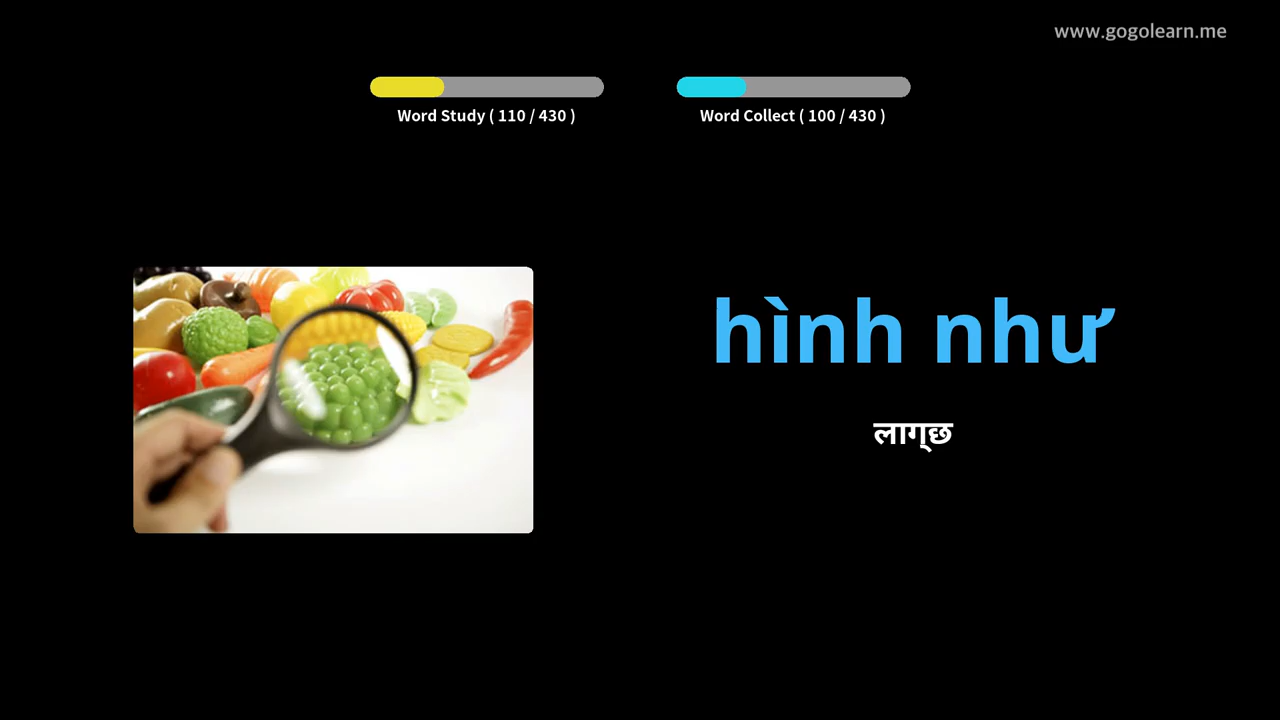 www.gogolearn.me
Word Study ( 110 / 430 )
Word Collect ( 100 / 430 )
hình như
लाग्छ